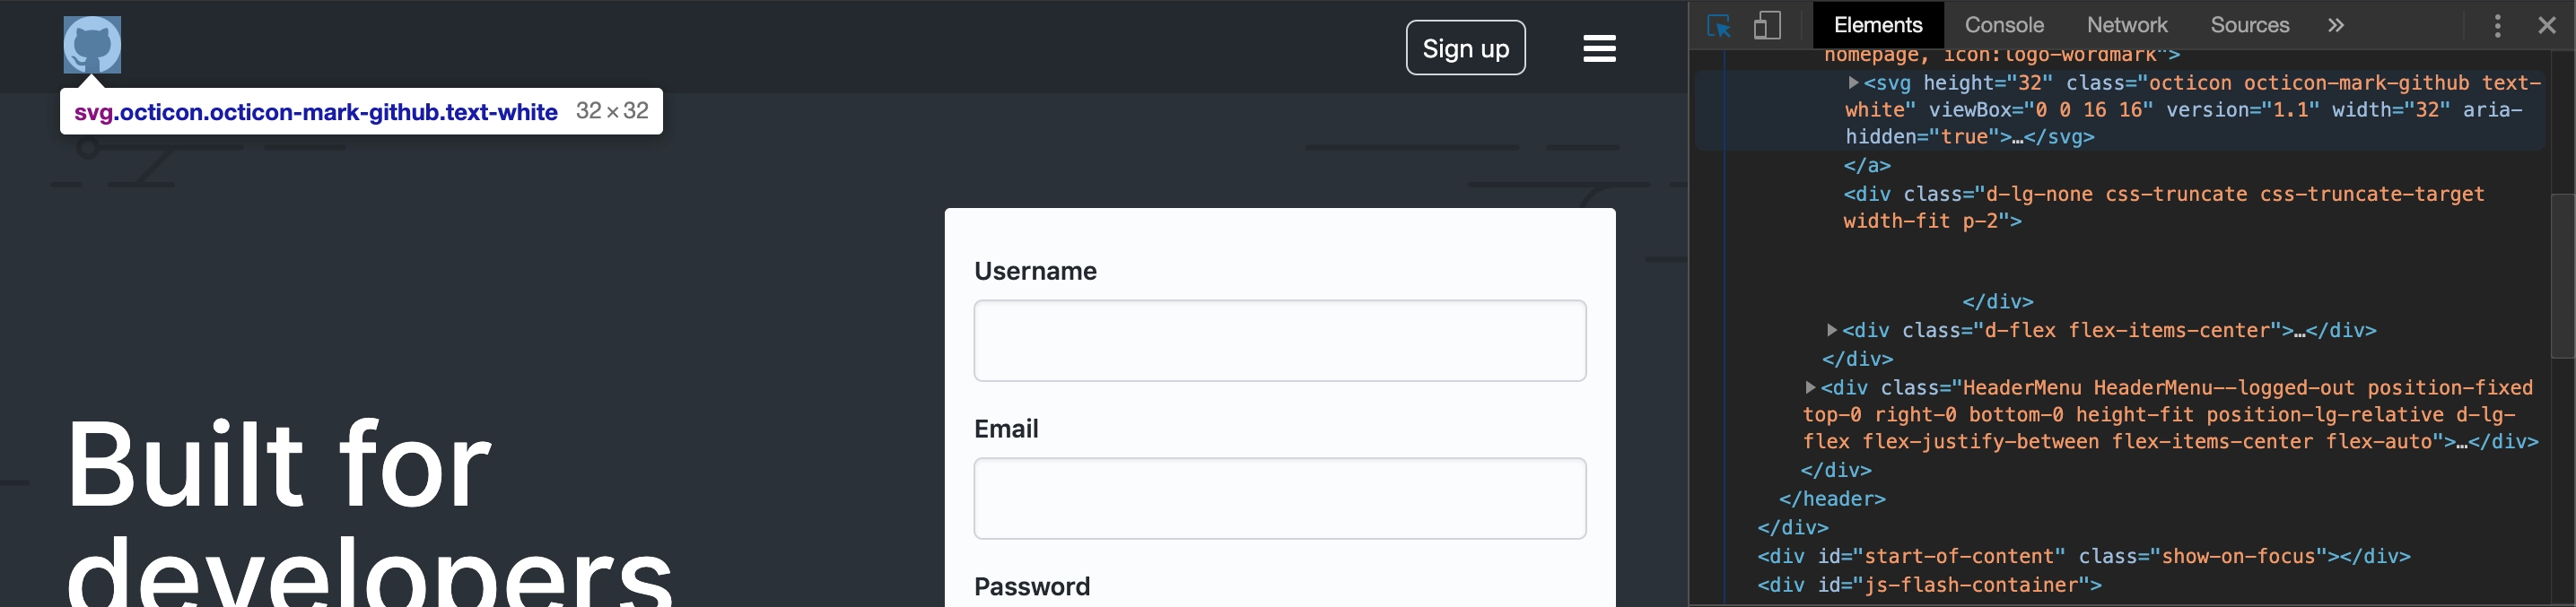 Sign up
svg.octicon.octicon-mark-github.text-white 32 × 32
Username
Email
Built for
developers
Password
Elements Console Network Sources »
homepage, icon:logo-wordmark">
<svg height="32" class="octicon octicon-mark-github text-
white" viewBox="0 0 16 16" version="1.1" width="32" aria-
hidden="true">…</svg>
</a>
<div class="d-lg-none css-truncate css-truncate-target
width-fit p-2">
</div>
<div class="d-flex flex-items-center">…</div>
</div>
<div class="HeaderMenu HeaderMenu--logged-out position-fixed
top-0 right-0 bottom-0 height-fit position-lg-relative d-lg-
flex flex-justify-between flex-items-center flex-auto">…</div>
</div>
</header>
</div>
<div id="start-of-content" class="show-on-focus"></div>
<div id="js-flash-container">